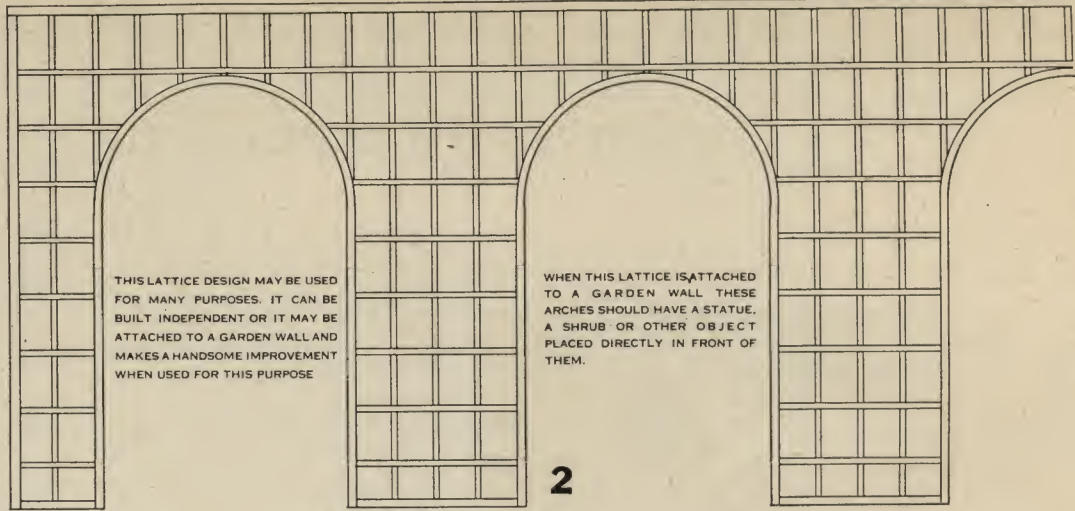 THIS LATTICE DESIGN MAY BE USED
FOR MANY PURPOSES. IT CAN BE
BUILT INDEPENDENT OR IT MAY BE
ATTACHED TO A GARDEN WALL AND
MAKES A HANDSOME IMPROVEMENT
WHEN USED FOR THIS PURPOSE
WHEN THIS LATTICE IS ATTACHED
TO A GARDEN WALL THESE
ARCHES SHOULD HAVE A STATUE,
A SHRUB OR OTHER OBJECT
PLACED DIRECTLY IN FRONT OF
THEM.
2